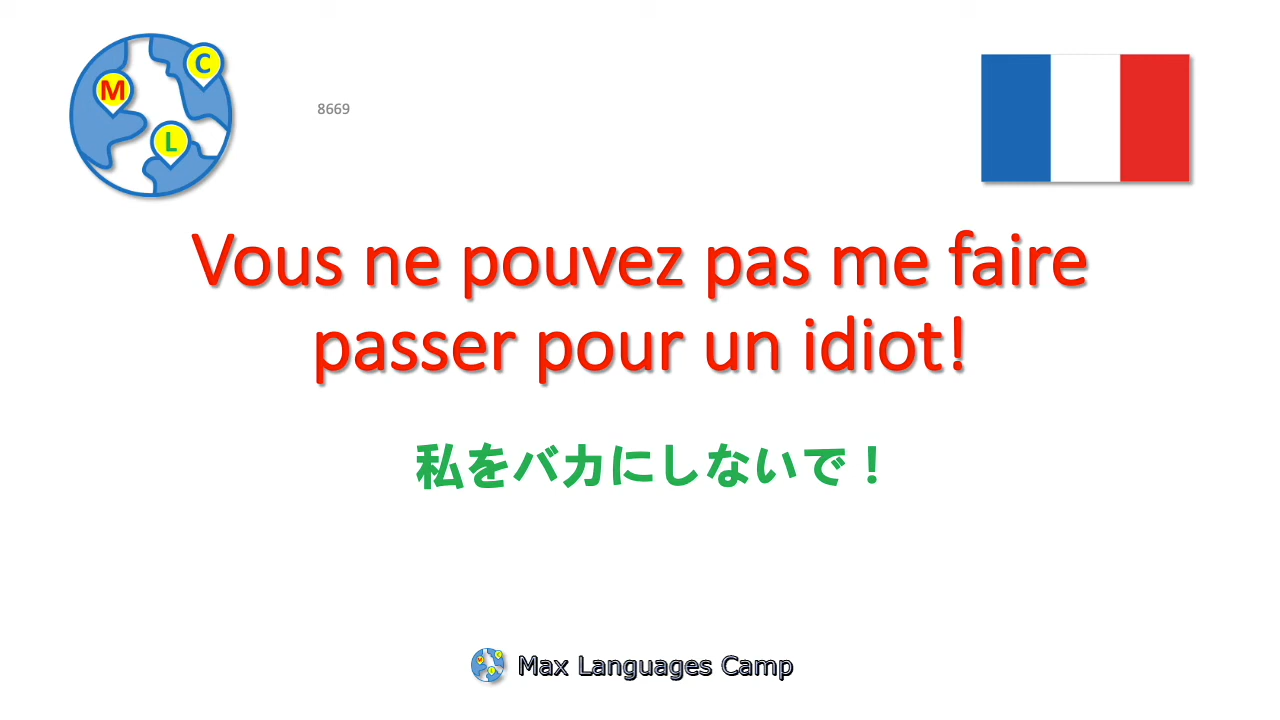 C
M
L
8669
Vous ne pouvez pas me faire
passer pour un idiot!
私をバカにしないで！
Max Languages Camp